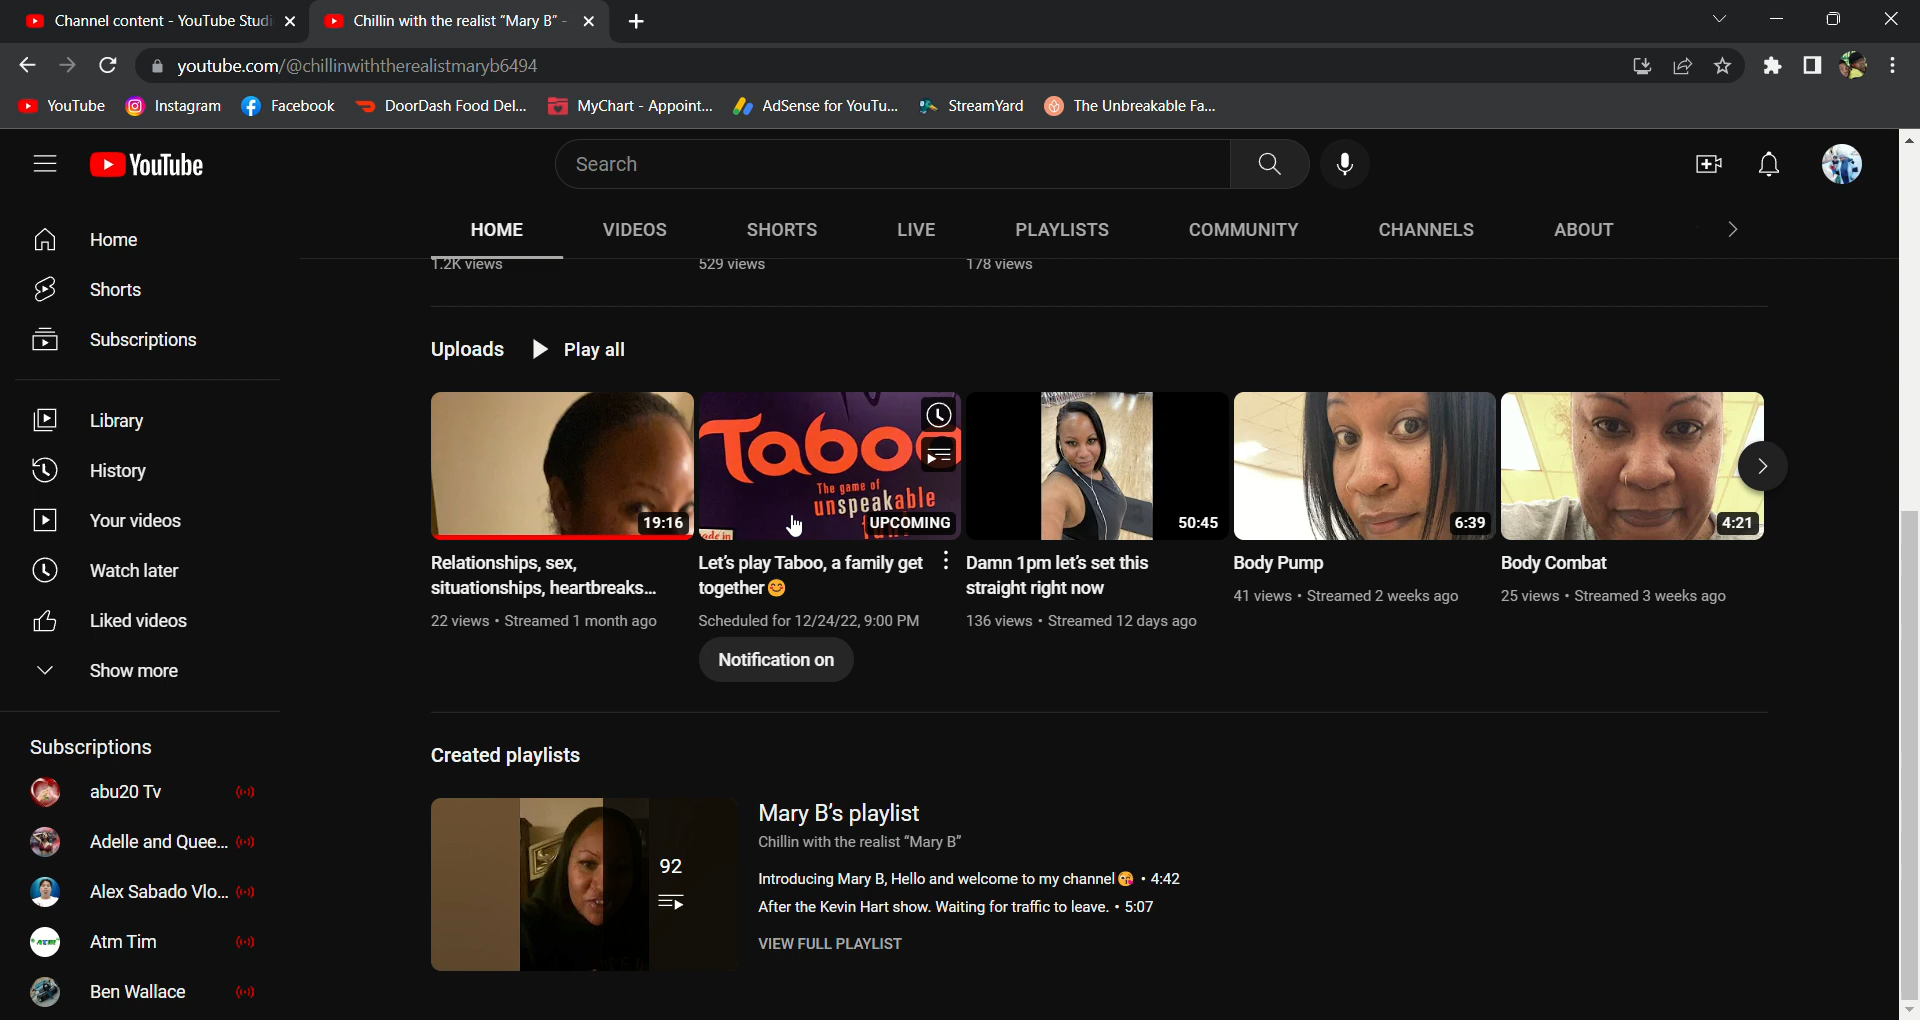 Channel content - YouTube Studi
Chillin with the realist "Mary B" -
youtube.com/@chillinwiththerealistmaryb6494
YouTube
Instagram
Facebook
DoorDash Food Del...
MyChart - Appoint...
AdSense for YouTu...
StreamYard
The Unbreakable Fa...
YouTube
Search
HOME
VIDEOS
SHORTS
LIVE
PLAYLISTS
COMMUNITY
CHANNELS
ABOUT
Home
Shorts
Subscriptions
Library
History
Your videos
Watch later
Liked videos
Show more
Subscriptions
abu20 Tv
Adelle and Quee...
Alex Sabado Vlo...
Atm Tim
Ben Wallace
1.2K views
529 views
178 views
Uploads
Play all
19:16
Relationships, sex,
situationships, heartbreaks...
22 views • Streamed 1 month ago
Taboo
The game of
unspeakable
fun
made in
UPCOMING
Let's play Taboo, a family get
together😊
Scheduled for 12/24/22, 9:00 PM
Notification on
50:45
Damn 1pm let's set this
straight right now
136 views • Streamed 12 days ago
6:39
Body Pump
41 views • Streamed 2 weeks ago
4:21
Body Combat
25 views • Streamed 3 weeks ago
Created playlists
92
Mary B's playlist
Chillin with the realist "Mary B"
Introducing Mary B, Hello and welcome to my channel😘 • 4:42
After the Kevin Hart show. Waiting for traffic to leave. • 5:07
VIEW FULL PLAYLIST